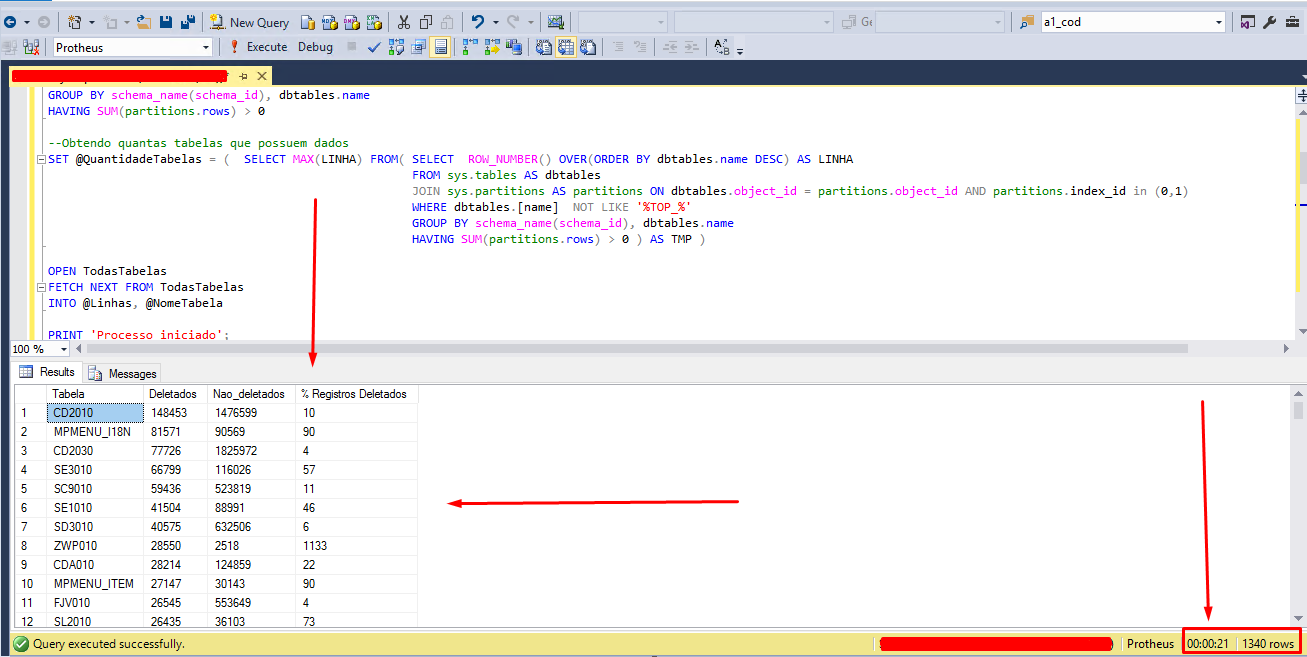 New Query
Ge
a1_cod
Protheus
Execute
Debug
GROUP BY schema_name(schema_id), dbtables.name
HAVING SUM(partitions.rows) > 0
--Obtendo quantas tabelas que possuem dados
SET @QuantidadeTabelas = ( SELECT MAX(LINHA) FROM( SELECT ROW_NUMBER() OVER(ORDER BY dbtables.name DESC) AS LINHA
FROM sys.tables AS dbtables
JOIN sys.partitions AS partitions ON dbtables.object_id = partitions.object_id AND partitions.index_id in (0,1)
WHERE dbtables.[name] NOT LIKE '%TOP_%'
GROUP BY schema_name(schema_id), dbtables.name
HAVING SUM(partitions.rows) > 0 ) AS TMP )
OPEN TodasTabelas
FETCH NEXT FROM TodasTabelas
INTO @Linhas, @NomeTabela
PRINT 'Processo iniciado';
100 %
Results Messages
Tabela Deletados Nao_deletados % Registros Deletados
1 CD2010 148453 1476599 10
2 MPMENU_I18N 81571 90569 90
3 CD2030 77726 1825972 4
4 SE3010 66799 116026 57
5 SC9010 59436 523819 11
6 SE1010 41504 88991 46
7 SD3010 40575 632506 6
8 ZWP010 28550 2518 1133
9 CDA010 28214 124859 22
10 MPMENU_ITEM 27147 30143 90
11 FJV010 26545 553649 4
12 SL2010 26435 36103 73
Query executed successfully. Protheus 00:00:21 1340 rows